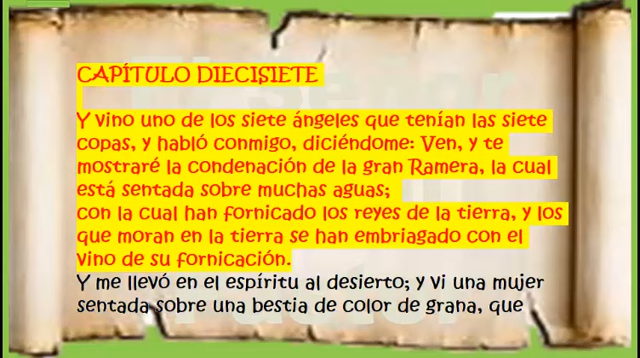 CAPÍTULO DIECISIETE
Y vino uno de los siete ángeles que tenían las siete
copas, y habló conmigo, diciéndome: Ven, y te
mostraré la condenación de la gran Ramera, la cual
está sentada sobre muchas aguas;
con la cual han fornicado los reyes de la tierra, y los
que moran en la tierra se han embriagado con el
vino de su fornicación.
Y me llevó en el espíritu al desierto; y vi una mujer
sentada sobre una bestia de color de grana, que